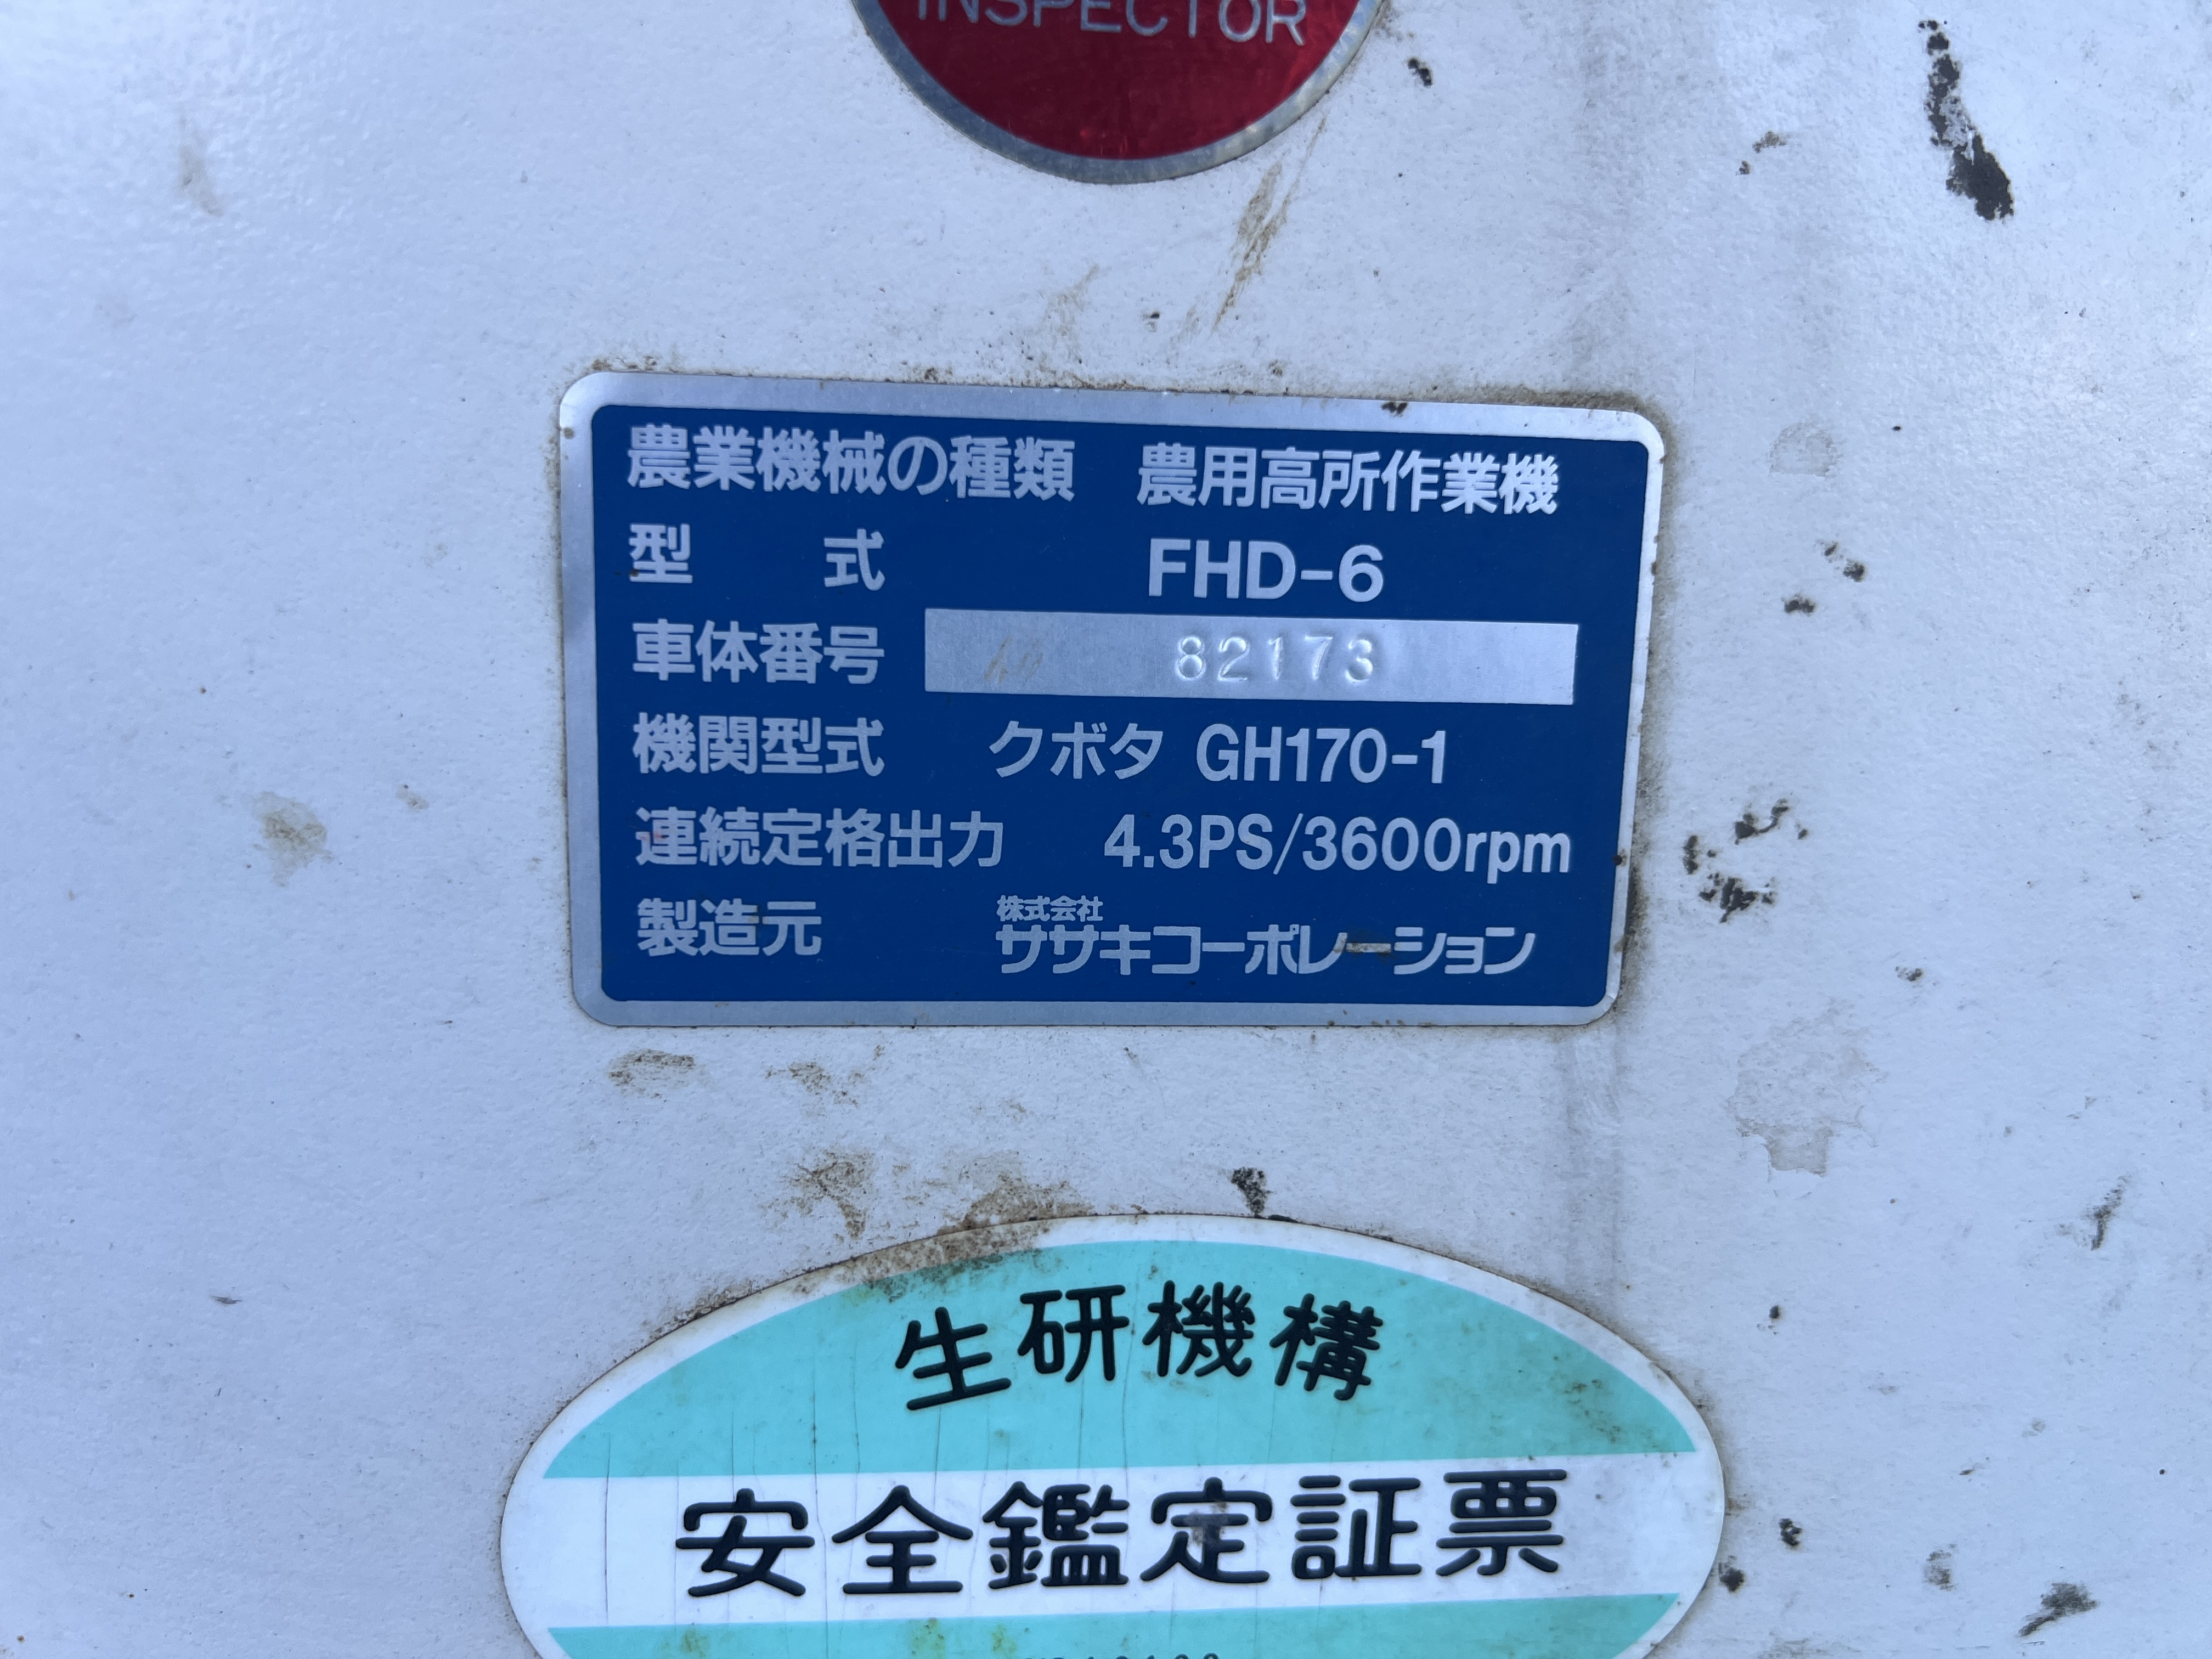 INSPECTOR
農業機械の種類 農用高所作業機
型 式 FHD-6
車体番号 82173
機関型式 クボタ GH170-1
連続定格出力 4.3PS/3600rpm
製造元 株式会社 ササキコーポレーション
生研機構
安全鑑定証票